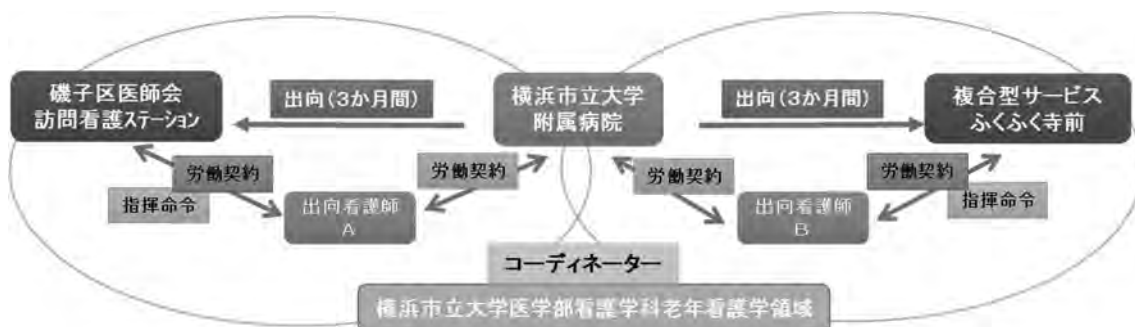 磯子区医師会
訪問看護ステーション
出向(3か月間)
横浜市立大学
附属病院
出向(3か月間)
複合型サービス
ふくふく寺前
労働契約
指揮命令
出向看護師
A
労働契約
労働契約
出向看護師
B
労働契約
指揮命令
コーディネーター
横浜市立大学医学部看護学科老年看護学領域